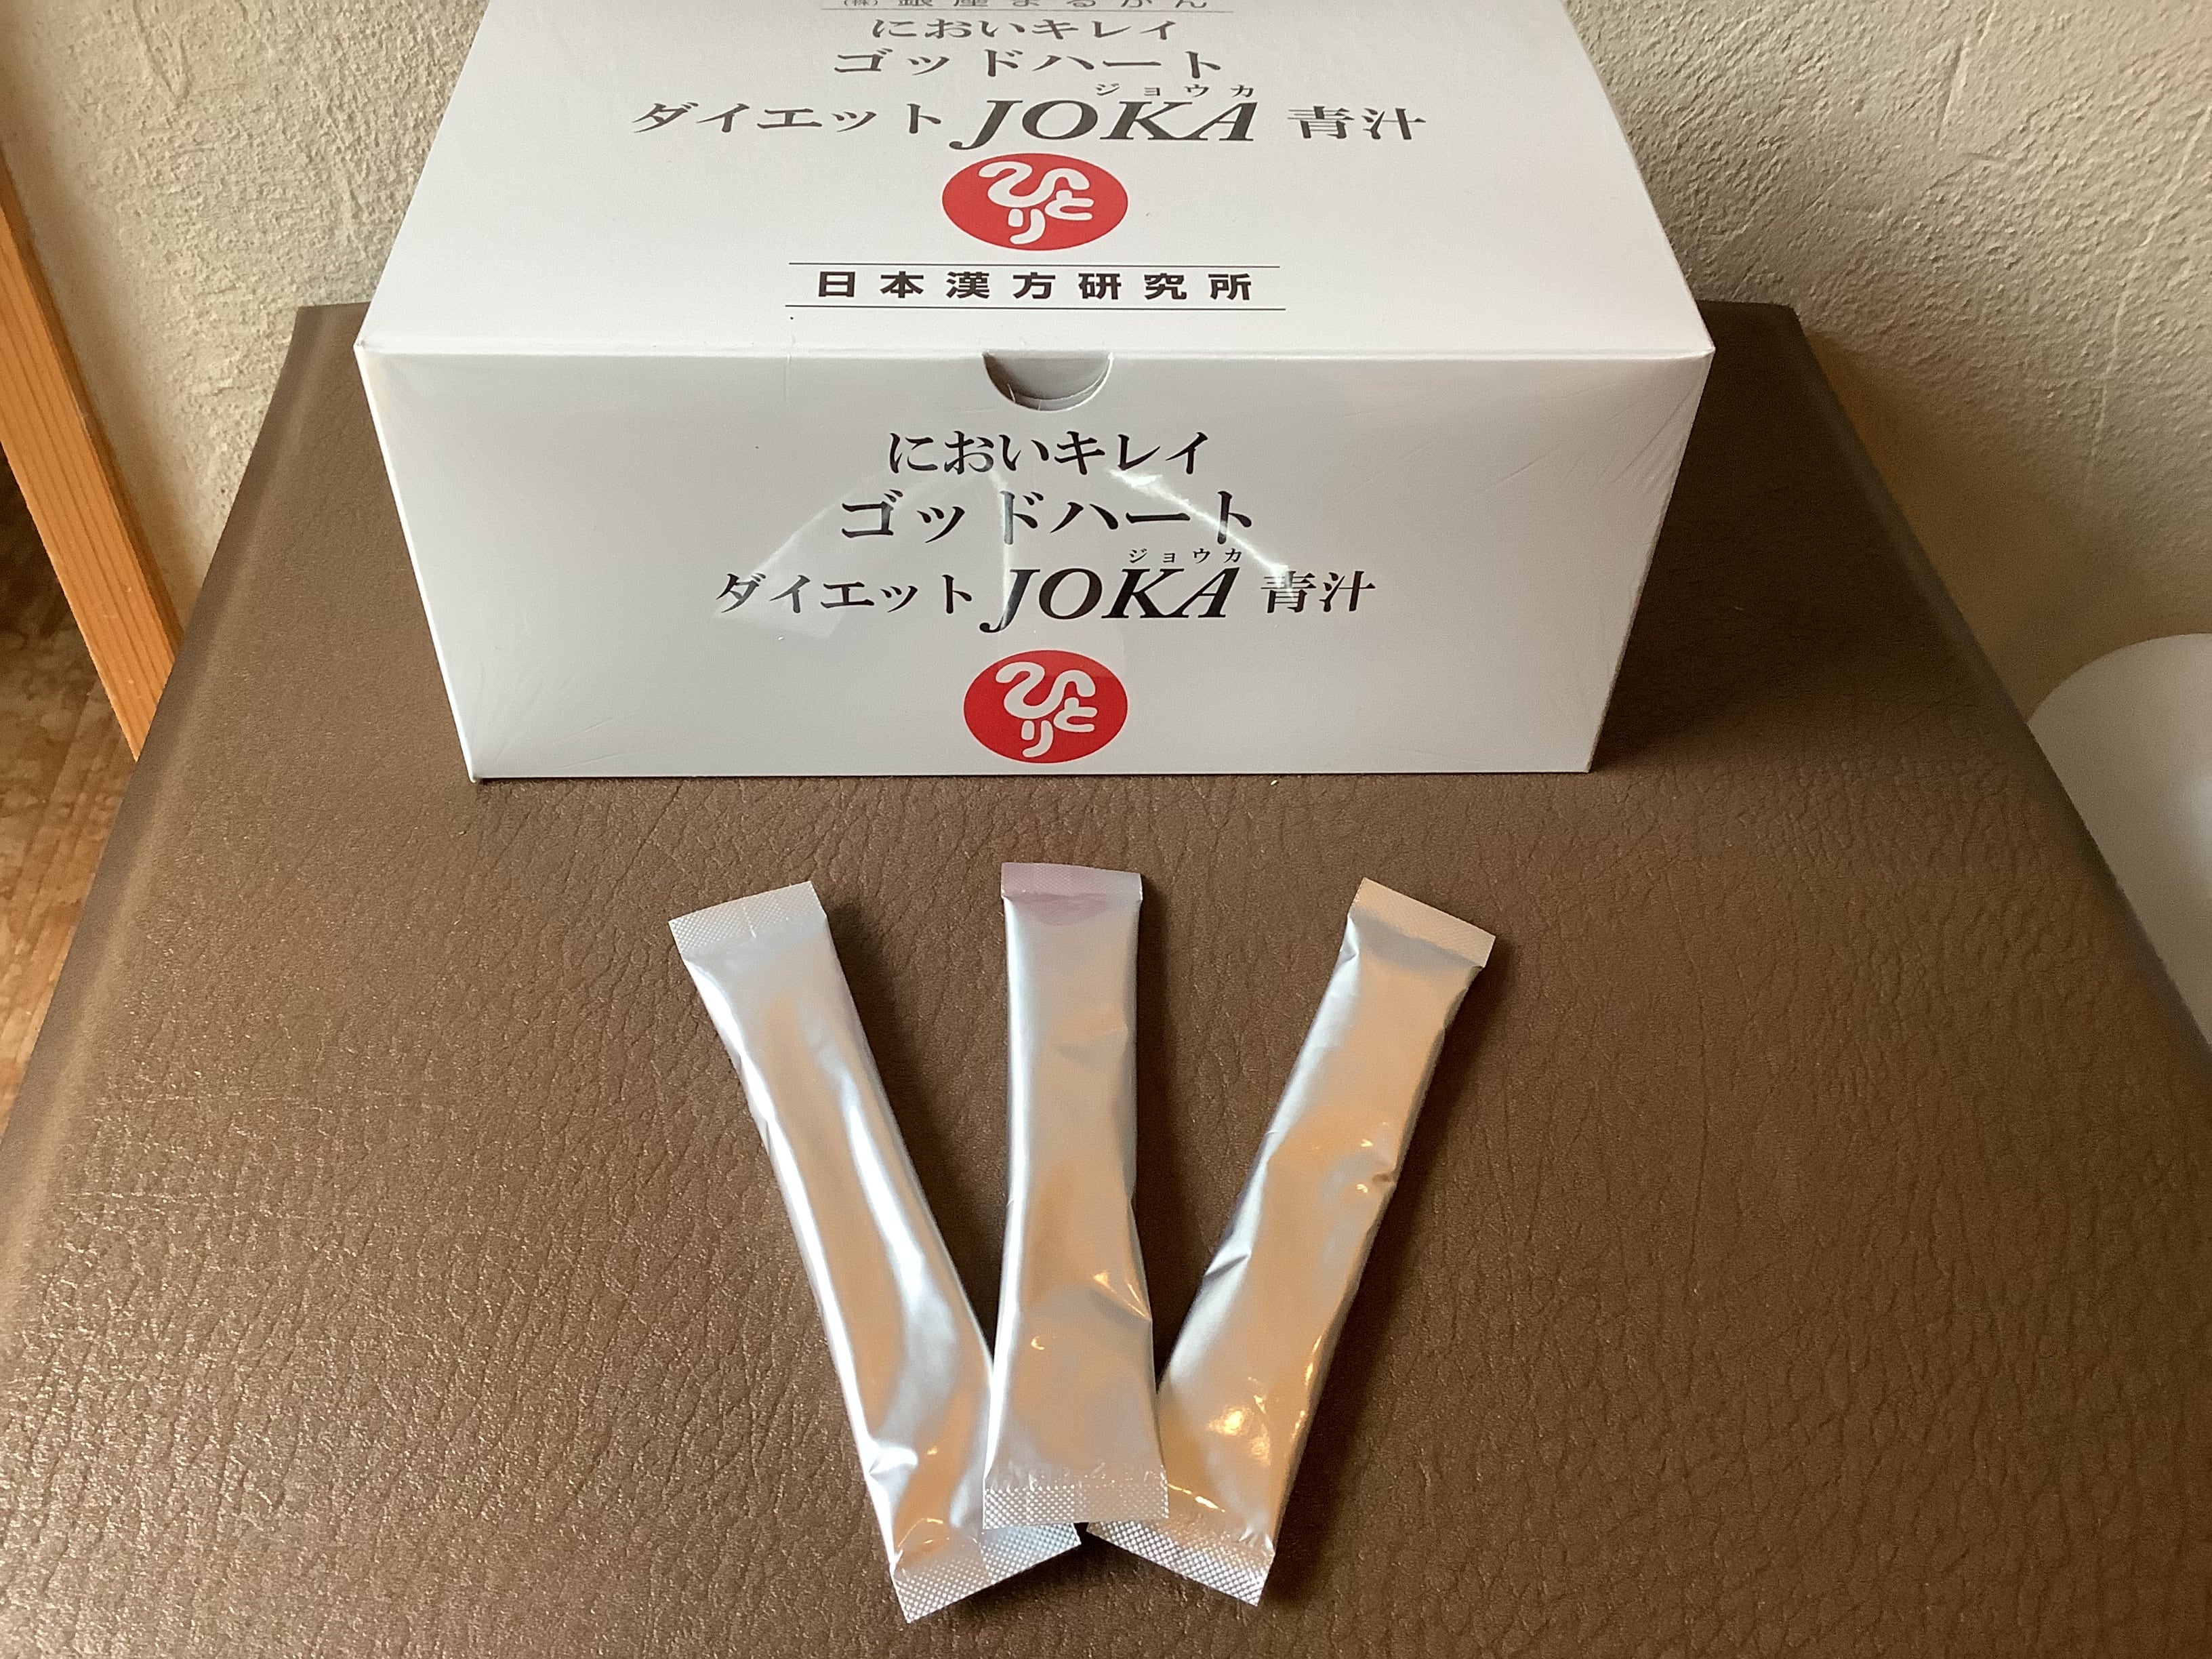 (株)銀座まるかん
においキレイ
ゴッドハート
ジョウカ
ダイエットJOKA青汁
ひとり
日本漢方研究所
においキレイ
ゴッドハート
ジョウカ
ダイエットJOKA青汁
ひとり